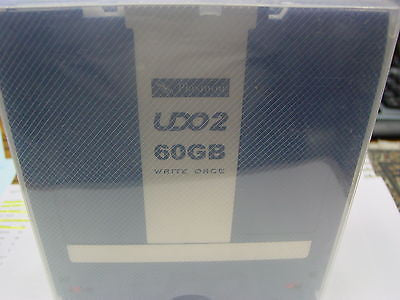 Plasmon
UDO2
60GB
WRITE ONCE